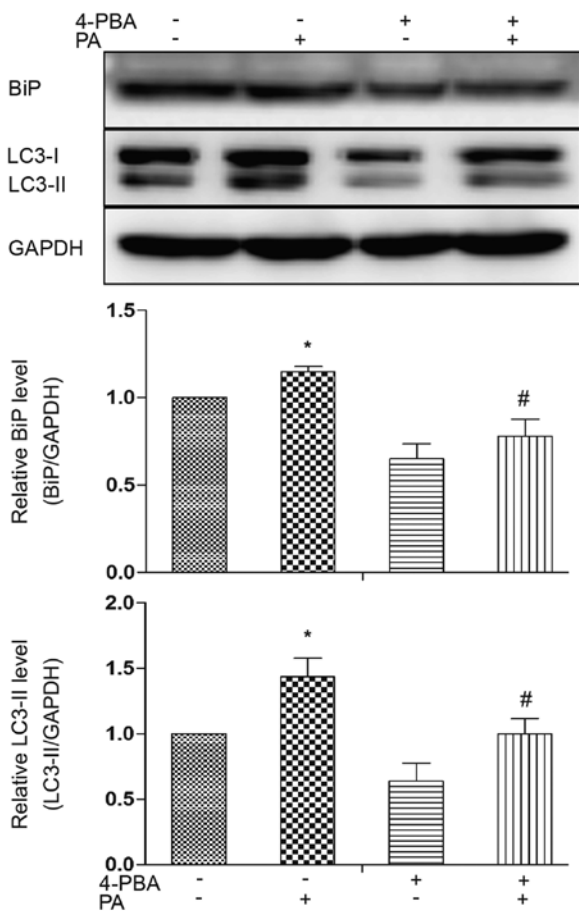 4-PBA - - + +
PA - + - +
BiP
LC3-I
LC3-II
GAPDH
Relative BiP level
(BiP/GAPDH)
1.5
1.0
0.5
0.0
*
#
Relative LC3-II level
(LC3-II/GAPDH)
2.0
1.5
1.0
0.5
0.0
*
#
4-PBA - - + +
PA - + - +